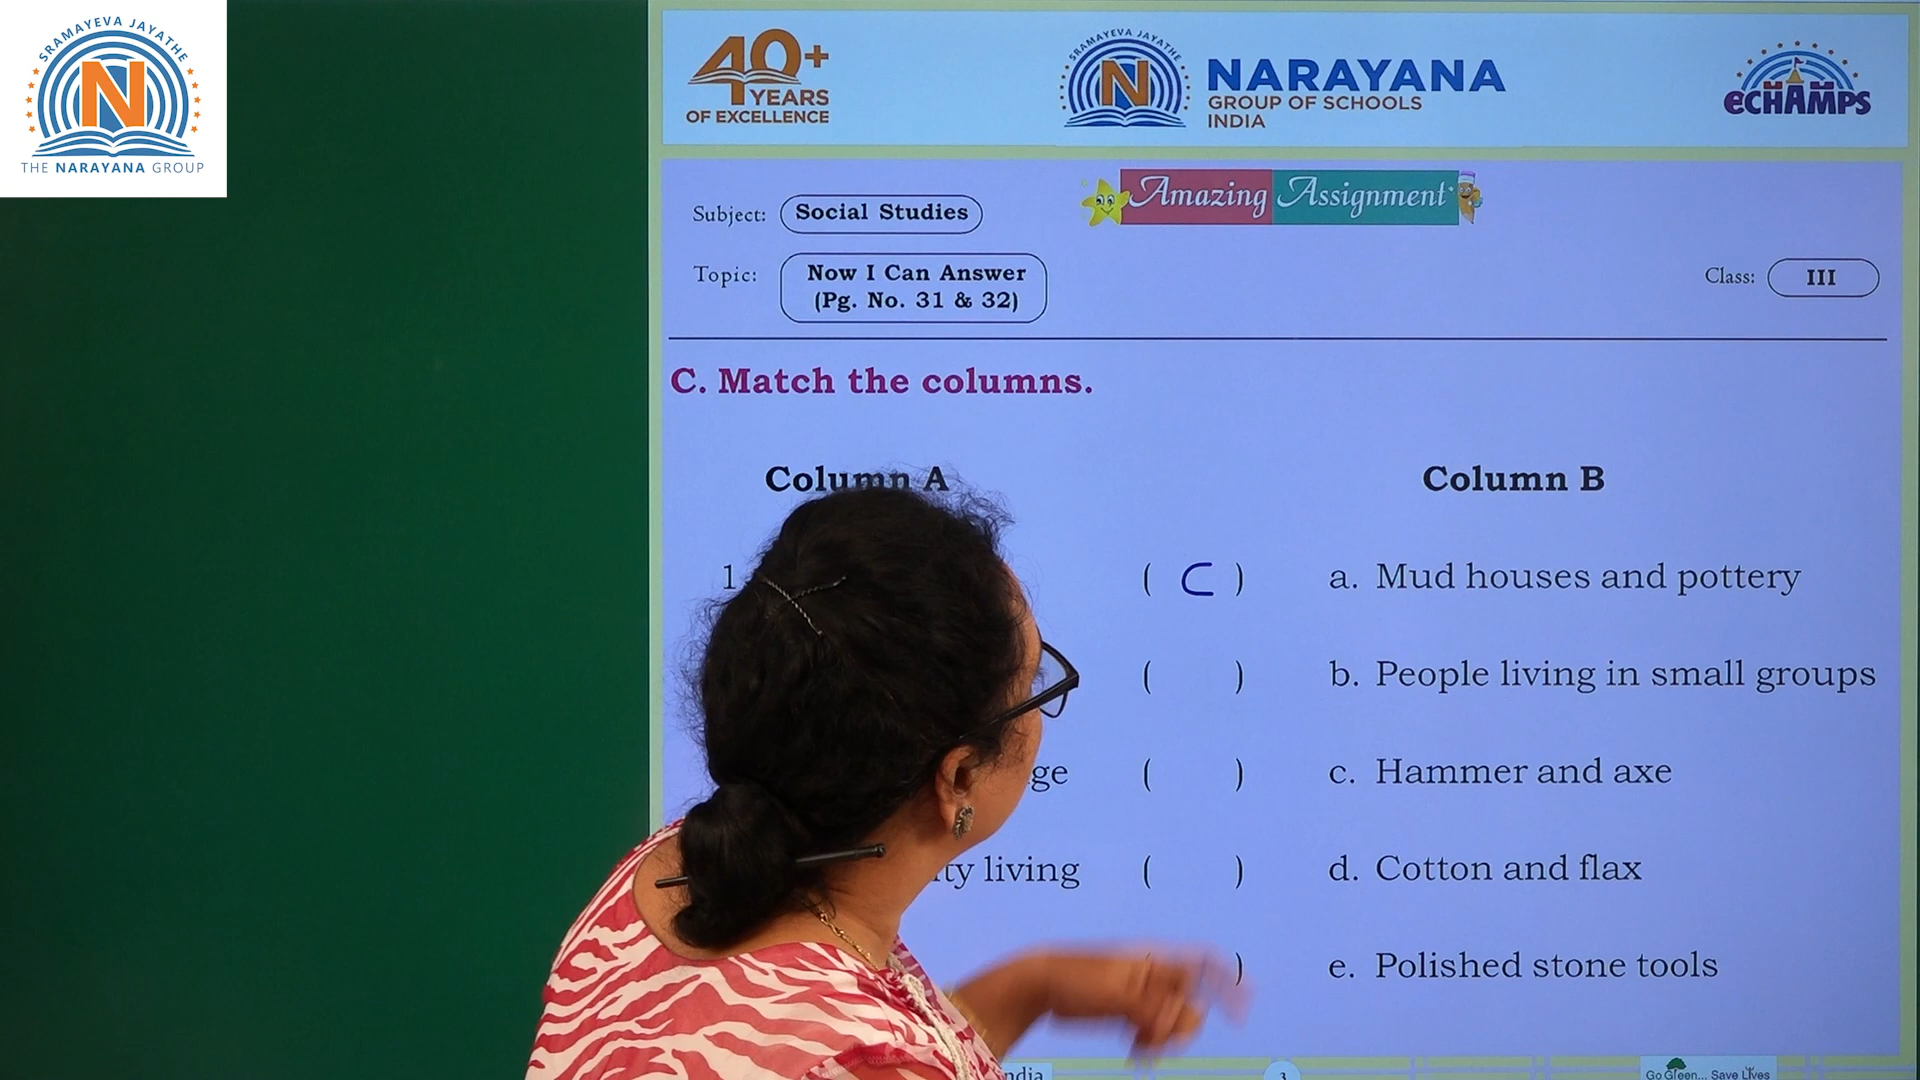 SRAMAYEVA JAYATHE
N
THE NARAYANA GROUP
40+
YEARS
OF EXCELLENCE
SRAMAYEVA JAYATHE
N
NARAYANA
GROUP OF SCHOOLS
INDIA
eCHAMPS
Amazing Assignment
Subject: Social Studies
Topic: Now I Can Answer
(Pg. No. 31 & 32)
Class: III
C. Match the columns.
Column A Column B
1 ( C ) a. Mud houses and pottery
( ) b. People living in small groups
( ) c. Hammer and axe
living ( ) d. Cotton and flax
) e. Polished stone tools
3
Go Green... Save Lives